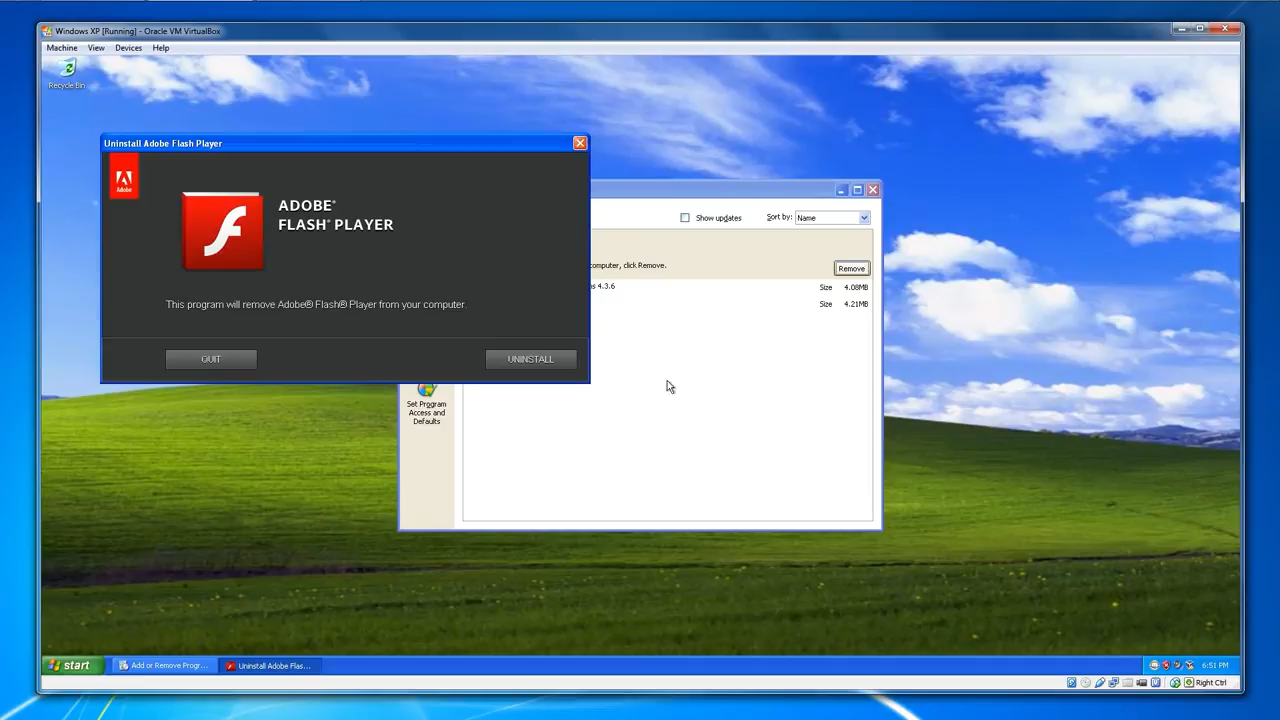 Windows XP [Running] - Oracle VM VirtualBox
Machine View Devices Help
Recycle Bin
Uninstall Adobe Flash Player
Adobe
ADOBE®
FLASH® PLAYER
This program will remove Adobe® Flash® Player from your computer.
QUIT
UNINSTALL
Show updates
Sort by: Name
computer, click Remove.
Remove
4.3.6
Size 4.08MB
Size 4.21MB
Set Program
Access and
Defaults
start
Add or Remove Progr...
Uninstall Adobe Flas...
6:51 PM
Right Ctrl